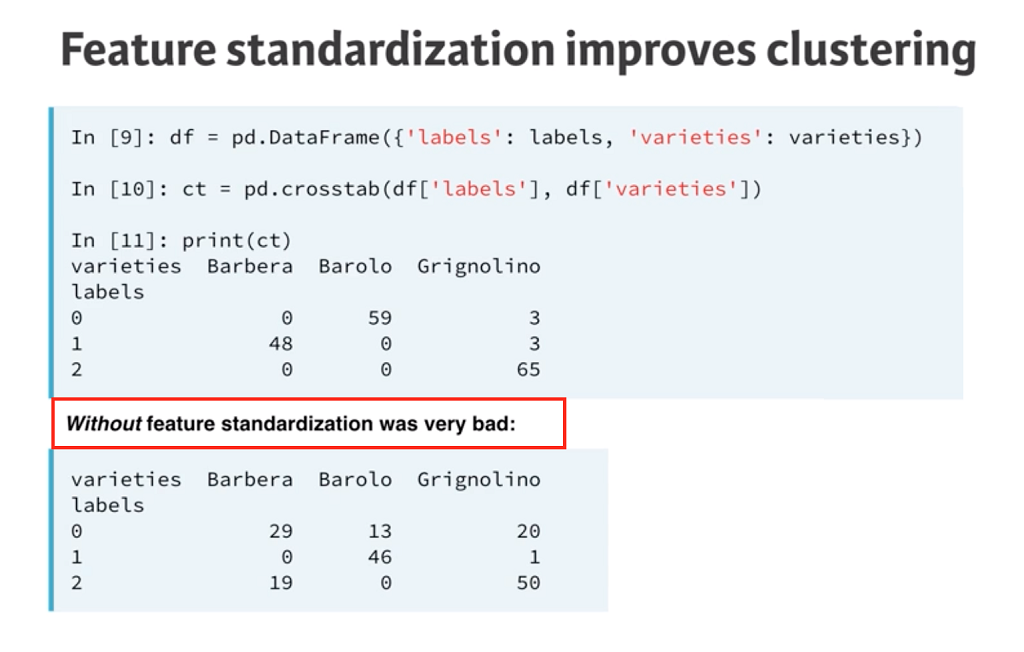 Feature standardization improves clustering
In [9]: df = pd.DataFrame({'labels': labels, 'varieties': varieties})
In [10]: ct = pd.crosstab(df['labels'], df['varieties'])
In [11]: print(ct)
varieties  Barbera  Barolo  Grignolino
labels
0                0      59           3
1               48       0           3
2                0       0          65
Without feature standardization was very bad:
varieties  Barbera  Barolo  Grignolino
labels
0               29      13          20
1                0      46           1
2               19       0          50